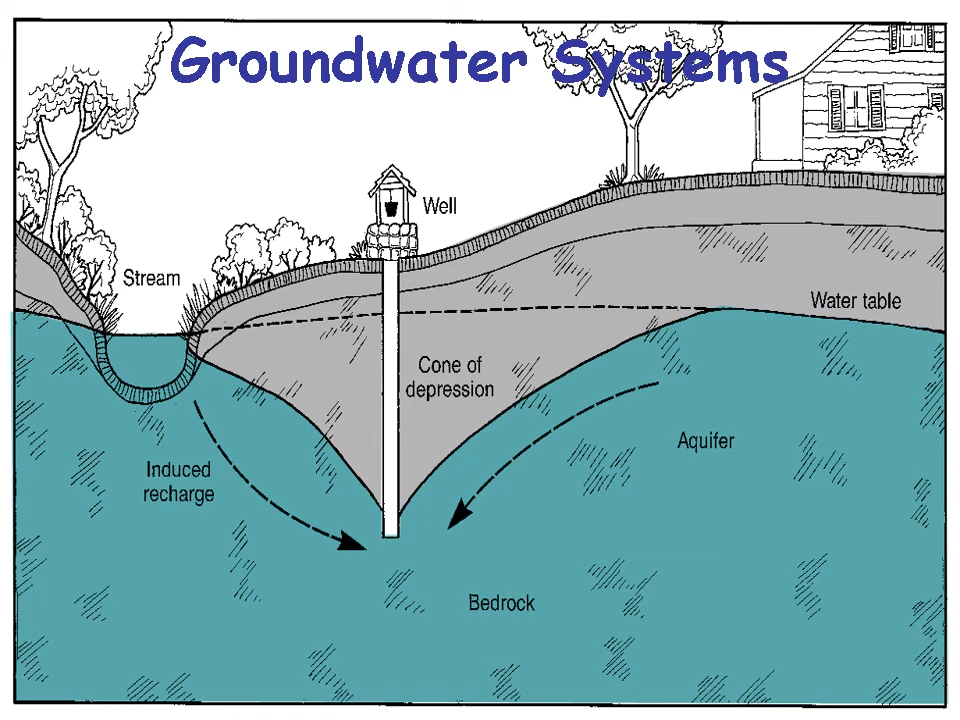 Groundwater Systems
Well
Stream
Water table
Cone of
depression
Aquifer
Induced
recharge
Bedrock